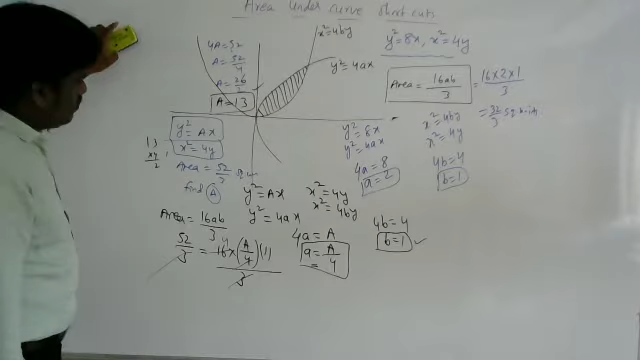 Area Under curve Short cuts
x²=4by
y²=8x, x²=4y
4A=52
A=52/4
A=26/2
A=13
y²=4ax
Area = 16ab/3
= (16×2×1)/3
= 32/3 sq units
y²=Ax
x²=4y
Area = 52/3
find A
13
y²=8x
y²=4ax
4a=8
a=2
x²=4by
x²=4y
4b=4
b=1
y²=Ax
x²=4y
Area = 16ab/3
y²=4ax
x²=4by
52/3 = 16×(A/4)(1)/3
4
4a=A
a=A/4
4b=4
b=1